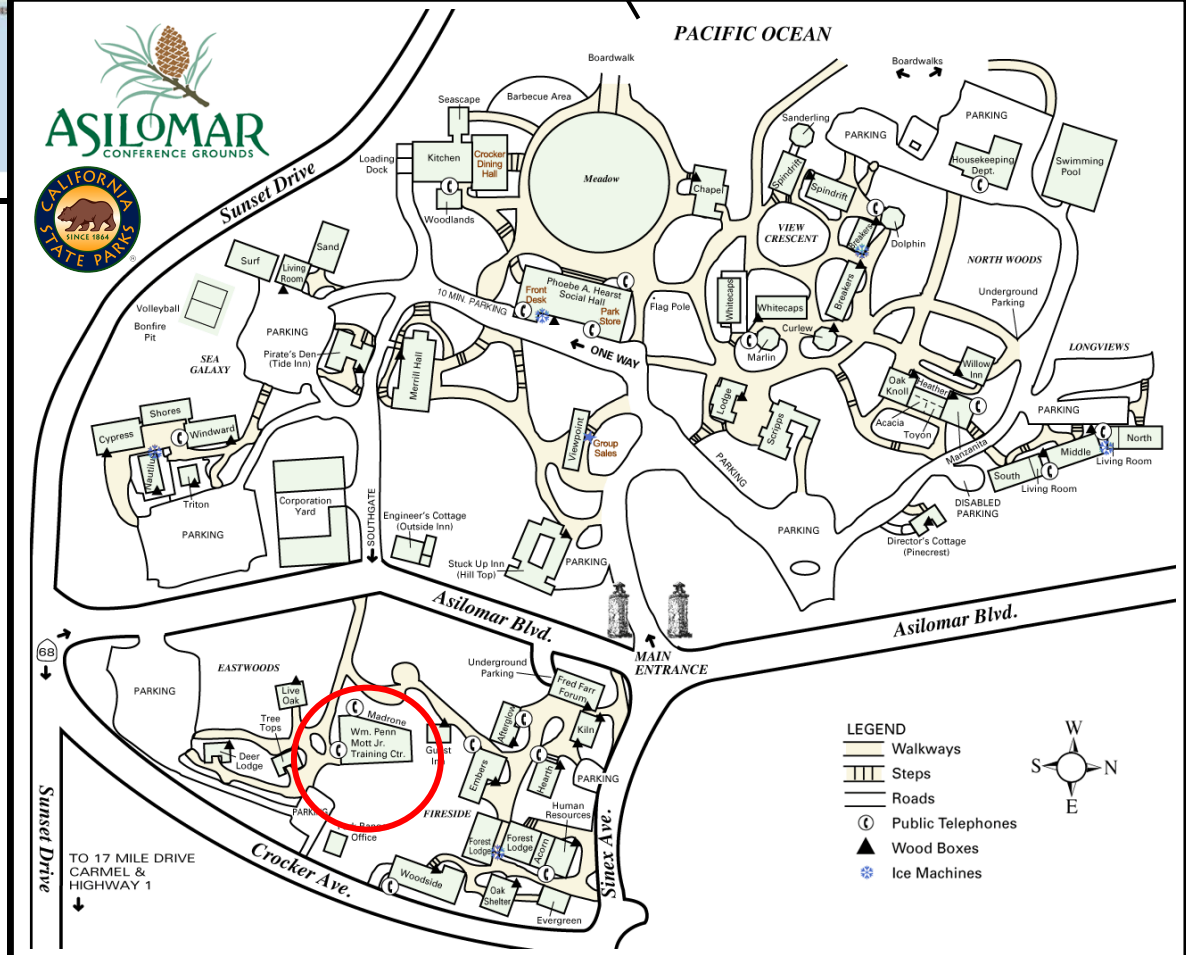 PACIFIC OCEAN
ASILOMAR
CONFERENCE GROUNDS
CALIFORNIA
STATE PARKS
SINCE 1864
®
Sunset Drive
Boardwalk
Boardwalks
Seascape
Barbecue Area
Loading
Dock
Kitchen
Crocker
Dining
Hall
Woodlands
Meadow
Chapel
Sanderling
Spindrift
Spindrift
PARKING
PARKING
Housekeeping
Dept.
Swimming
Pool
VIEW
CRESCENT
Breakers
Dolphin
Breakers
NORTH WOODS
Underground
Parking
Sand
Surf
Living
Room
Volleyball
Bonfire
Pit
PARKING
SEA
GALAXY
Pirate's Den
(Tide Inn)
10 MIN. PARKING
Front
Desk
Phoebe A. Hearst
Social Hall
Park
Store
Flag Pole
ONE WAY
Whitecaps
Whitecaps
Marlin
Curlew
LONGVIEWS
Merrill Hall
Lodge
Scripps
Oak
Knoll
Heather
Willow
Inn
Acacia
Toyon
Manzanita
PARKING
North
Middle
South
Living Room
Living Room
DISABLED
PARKING
Director's Cottage
(Pinecrest)
Shores
Cypress
Windward
Nautilus
Triton
PARKING
Corporation
Yard
SOUTHGATE
Engineer's Cottage
(Outside Inn)
Viewpoint
Group
Sales
Stuck Up Inn
(Hill Top)
PARKING
PARKING
PARKING
Asilomar Blvd.
Asilomar Blvd.
MAIN
ENTRANCE
68
EASTWOODS
PARKING
Live
Oak
Tree
Tops
Deer
Lodge
Madrone
Wm. Penn
Mott Jr.
Training Ctr.
Guest
Inn
Underground
Parking
Fred Farr
Forum
Afterglow
Kiln
Embers
Hearth
PARKING
FIRESIDE
Human
Resources
PARKING
Office
Forest
Lodge
Forest
Lodge
Acorn
Woodside
Oak
Shelter
Evergreen
Sinex Ave.
Crocker Ave.
Sunset Drive
TO 17 MILE DRIVE
CARMEL &
HIGHWAY 1
LEGEND
Walkways
Steps
Roads
Public Telephones
Wood Boxes
Ice Machines
W
S
N
E